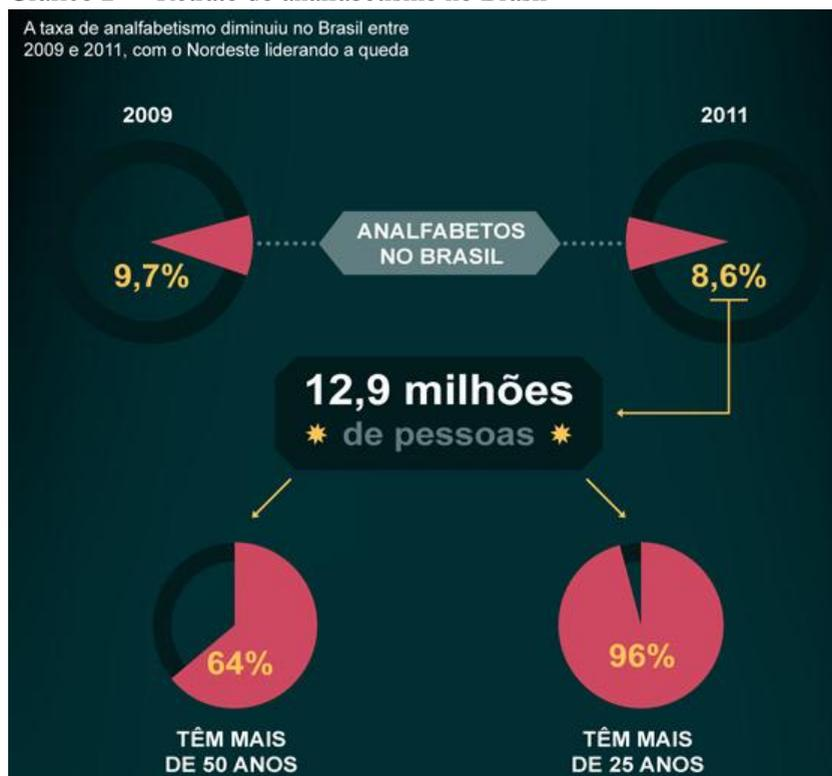 A taxa de analfabetismo diminuiu no Brasil entre
2009 e 2011, com o Nordeste liderando a queda
2009
2011
ANALFABETOS
NO BRASIL
9,7%
8,6%
12,9 milhões
de pessoas
64%
96%
TÊM MAIS
DE 50 ANOS
TÊM MAIS
DE 25 ANOS